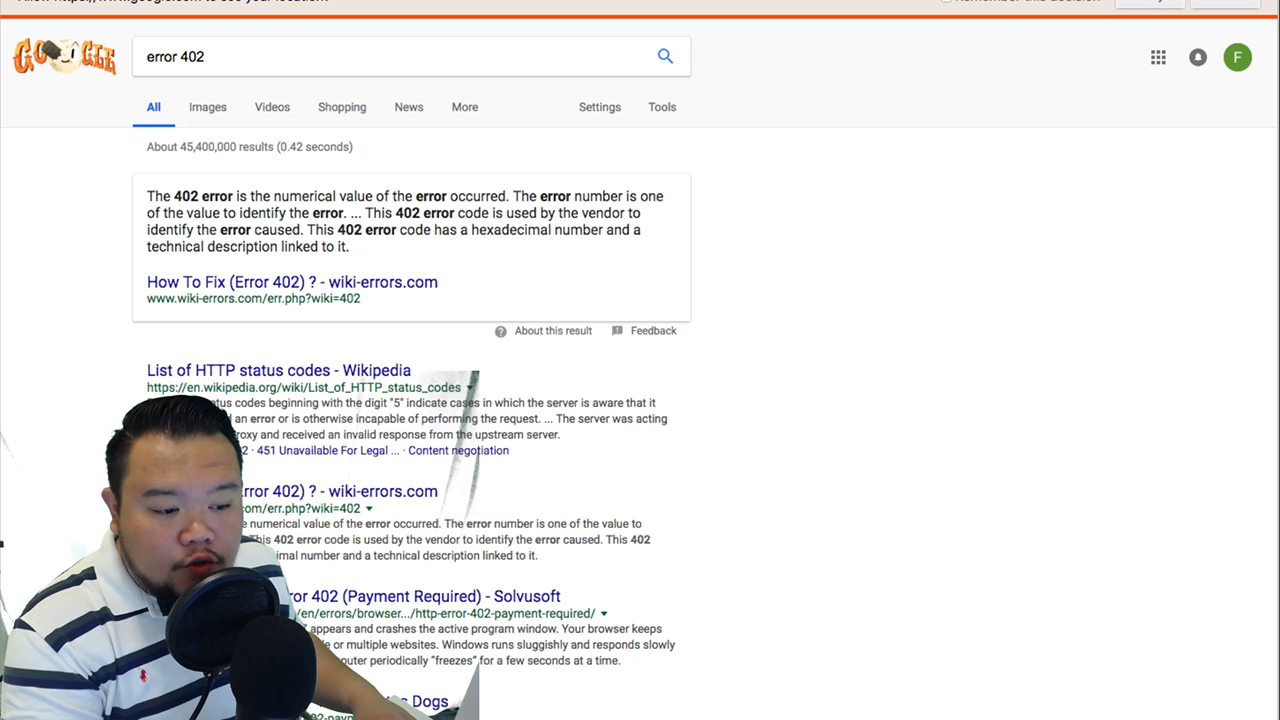 GOOGLE
error 402
F
All
Images
Videos
Shopping
News
More
Settings
Tools
About 45,400,000 results (0.42 seconds)
The 402 error is the numerical value of the error occurred. The error number is one
of the value to identify the error. ... This 402 error code is used by the vendor to
identify the error caused. This 402 error code has a hexadecimal number and a
technical description linked to it.
How To Fix (Error 402) ? - wiki-errors.com
www.wiki-errors.com/err.php?wiki=402
About this result
Feedback
List of HTTP status codes - Wikipedia
https://en.wikipedia.org/wiki/List_of_HTTP_status_codes
codes beginning with the digit "5" indicate cases in which the server is aware that it
an error or is otherwise incapable of performing the request. ... The server was acting
and received an invalid response from the upstream server.
· 451 Unavailable For Legal ... · Content negotiation
402) ? - wiki-errors.com
com/err.php?wiki=402
numerical value of the error occurred. The error number is one of the value to
This 402 error code is used by the vendor to identify the error caused. This 402
number and a technical description linked to it.
402 (Payment Required) - Solvusoft
/en/errors/browser.../http-error-402-payment-required/
appears and crashes the active program window. Your browser keeps
or multiple websites. Windows runs sluggishly and responds slowly
periodically "freezes" for a few seconds at a time.
Dogs